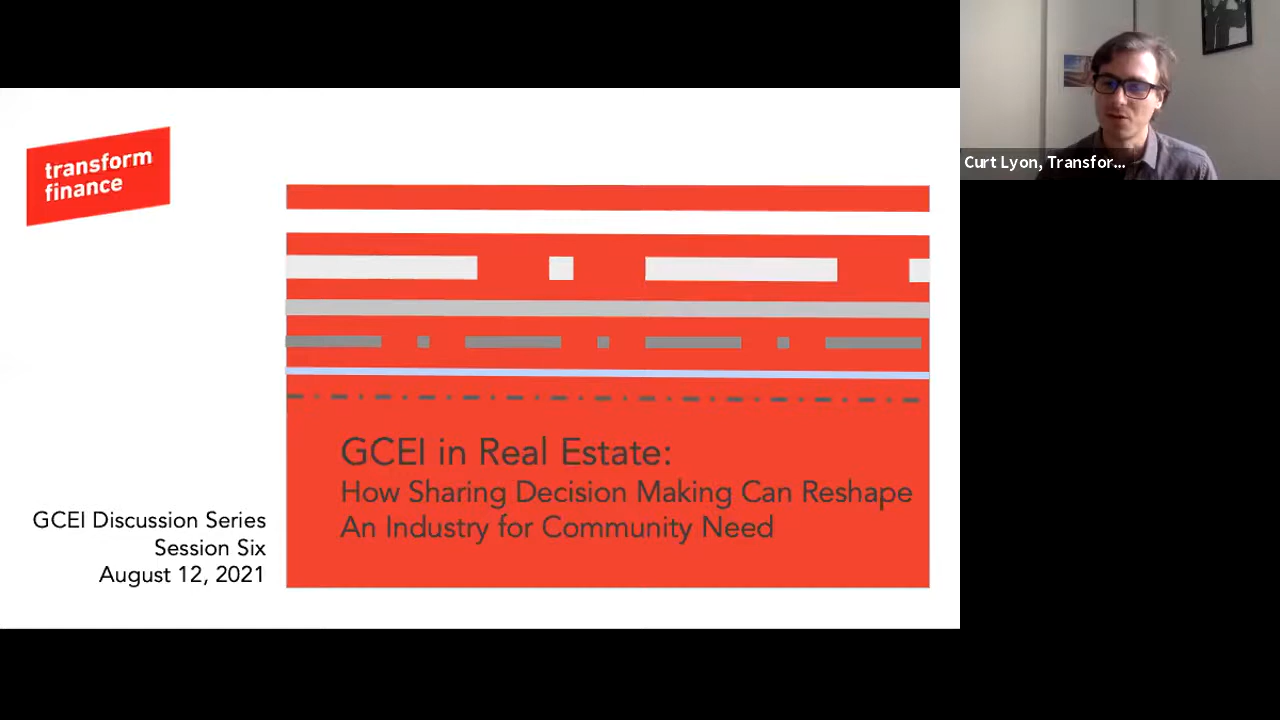 transform
finance
Curt Lyon, Transfor...
GCEI in Real Estate:
How Sharing Decision Making Can Reshape
An Industry for Community Need
GCEI Discussion Series
Session Six
August 12, 2021